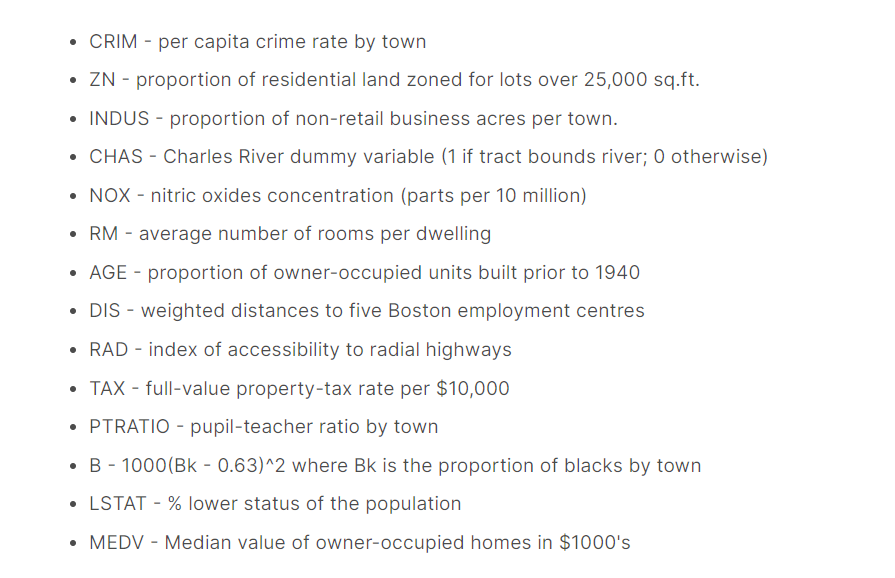 • CRIM - per capita crime rate by town
• ZN - proportion of residential land zoned for lots over 25,000 sq.ft.
• INDUS - proportion of non-retail business acres per town.
• CHAS - Charles River dummy variable (1 if tract bounds river; 0 otherwise)
• NOX - nitric oxides concentration (parts per 10 million)
• RM - average number of rooms per dwelling
• AGE - proportion of owner-occupied units built prior to 1940
• DIS - weighted distances to five Boston employment centres
• RAD - index of accessibility to radial highways
• TAX - full-value property-tax rate per $10,000
• PTRATIO - pupil-teacher ratio by town
• B - 1000(Bk - 0.63)^2 where Bk is the proportion of blacks by town
• LSTAT - % lower status of the population
• MEDV - Median value of owner-occupied homes in $1000's